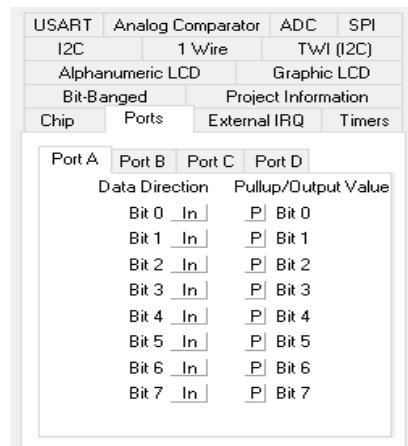 USART Analog Comparator ADC SPI
I2C 1 Wire TWI (I2C)
Alphanumeric LCD Graphic LCD
Bit-Banged Project Information
Chip Ports External IRQ Timers
Port A Port B Port C Port D
Data Direction Pullup/Output Value
Bit 0 In P Bit 0
Bit 1 In P Bit 1
Bit 2 In P Bit 2
Bit 3 In P Bit 3
Bit 4 In P Bit 4
Bit 5 In P Bit 5
Bit 6 In P Bit 6
Bit 7 In P Bit 7